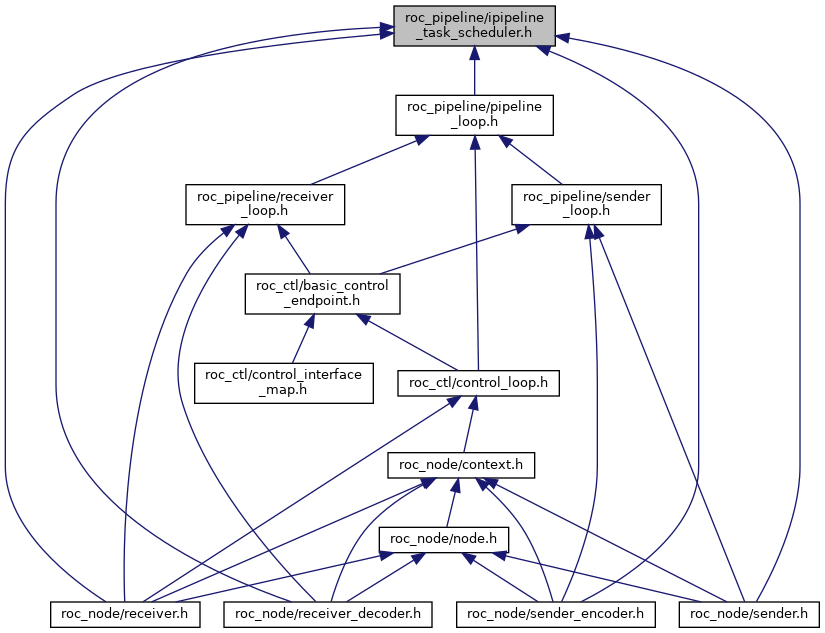 roc_pipeline/ipipeline
_task_scheduler.h
roc_pipeline/pipeline
_loop.h
roc_pipeline/receiver
_loop.h
roc_pipeline/sender
_loop.h
roc_ctl/basic_control
_endpoint.h
roc_ctl/control_interface
_map.h
roc_ctl/control_loop.h
roc_node/context.h
roc_node/node.h
roc_node/receiver.h
roc_node/receiver_decoder.h
roc_node/sender_encoder.h
roc_node/sender.h